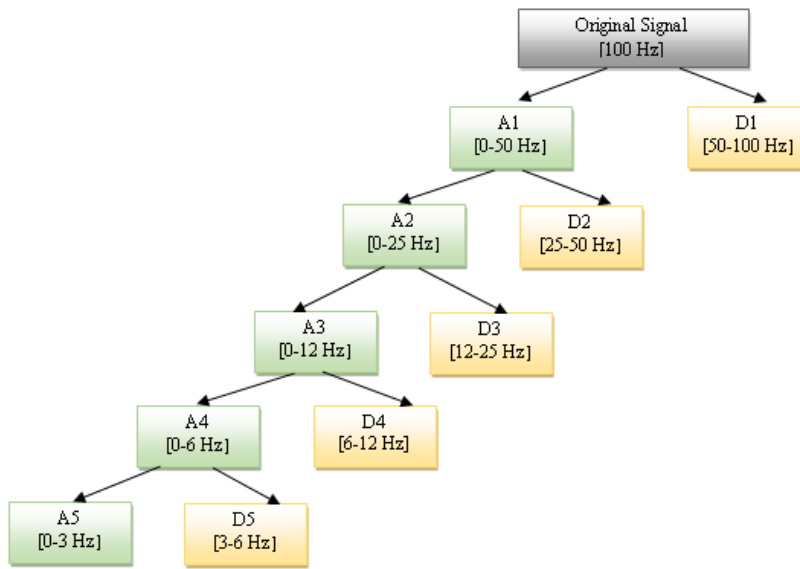 Original Signal
[100 Hz]
A1
[0-50 Hz]
D1
[50-100 Hz]
A2
[0-25 Hz]
D2
[25-50 Hz]
A3
[0-12 Hz]
D3
[12-25 Hz]
A4
[0-6 Hz]
D4
[6-12 Hz]
A5
[0-3 Hz]
D5
[3-6 Hz]